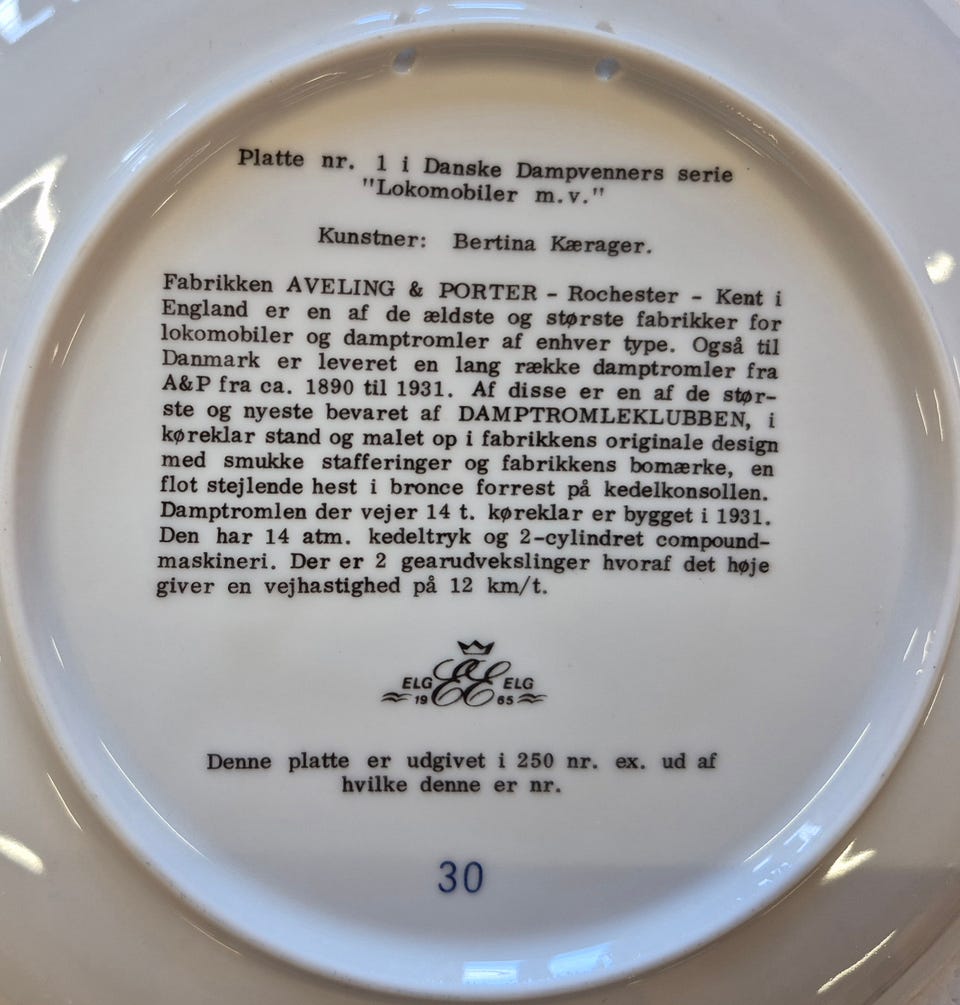 Platte nr. 1 i Danske Dampvenners serie
"Lokomobiler m.v."
Kunstner: Bertina Kærager.
Fabrikken AVELING & PORTER - Rochester - Kent i
England er en af de ældste og største fabrikker for
lokomobiler og damptromler af enhver type. Også til
Danmark er leveret en lang række damptromler fra
A&P fra ca. 1890 til 1931. Af disse er en af de stør-
ste og nyeste bevaret af DAMPTROMLEKLUBBEN, i
køreklar stand og malet op i fabrikkens originale design
med smukke stafferinger og fabrikkens bomærke, en
flot stejlende hest i bronce forrest på kedelkonsollen.
Damptromlen der vejer 14 t. køreklar er bygget i 1931.
Den har 14 atm. kedeltryk og 2-cylindret compound-
maskineri. Der er 2 gearudvekslinger hvoraf det høje
giver en vejhastighed på 12 km/t.
ELG ELG
19 65
Denne platte er udgivet i 250 nr. ex. ud af
hvilke denne er nr.
30